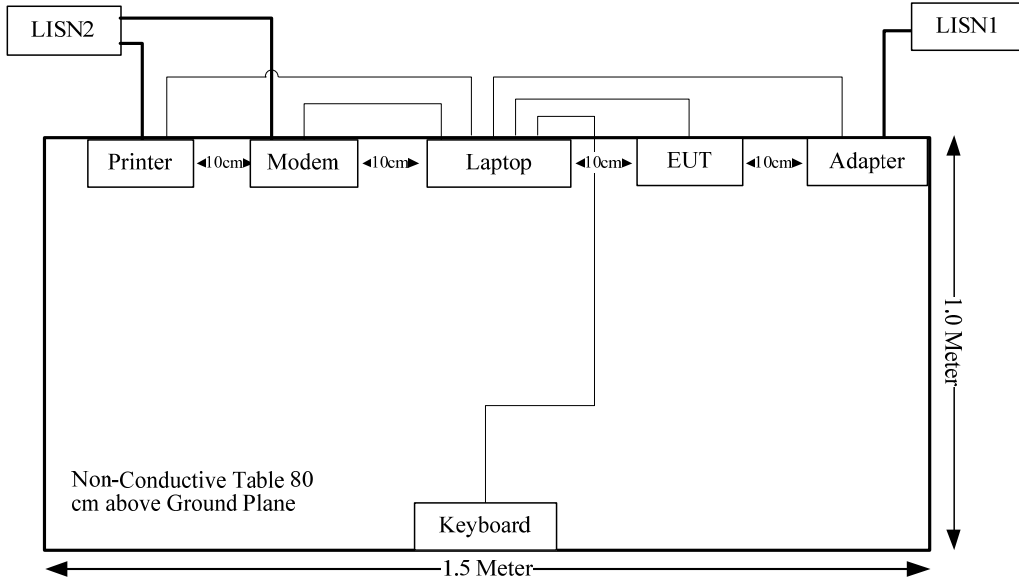 LISN2
LISN1
Printer
10cm
Modem
10cm
Laptop
10cm
EUT
10cm
Adapter
1.0 Meter
Non-Conductive Table 80
cm above Ground Plane
Keyboard
1.5 Meter